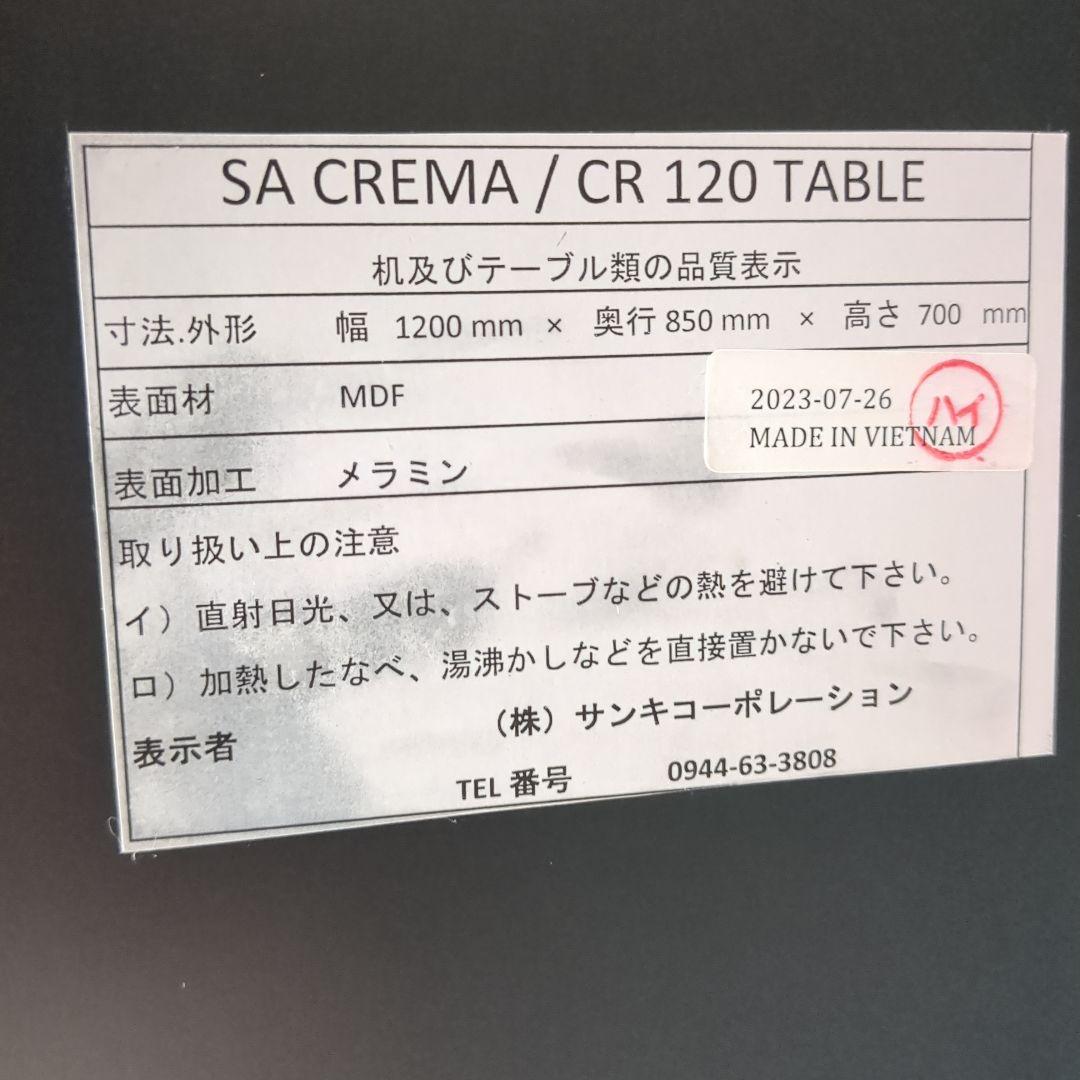 SA CREMA / CR 120 TABLE
机及びテーブル類の品質表示
寸法.外形 幅 1200 mm × 奥行 850 mm × 高さ 700 mm
表面材 MDF
2023-07-26
MADE IN VIETNAM
ハイ
表面加工 メラミン
取り扱い上の注意
イ）直射日光、又は、ストーブなどの熱を避けて下さい。
ロ）加熱したなべ、湯沸かしなどを直接置かないで下さい。
表示者 （株）サンキコーポレーション
TEL 番号 0944-63-3808